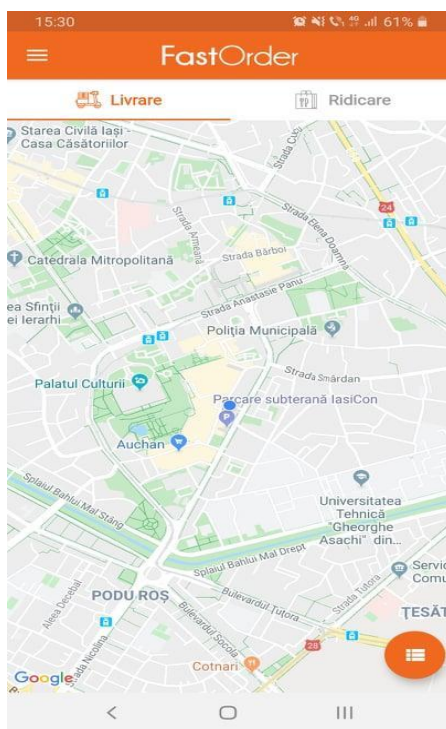 15:30
61%
FastOrder
Livrare
Ridicare
Starea Civilă Iași -
Casa Căsătoriilor
Strada Cuc
24
Strada Elena Doamna
Strada Armeană
Strada Bărboi
Catedrala Mitropolitană
Strada Anastasie Panu
ea Sfinții
ei Ierarhi
Poliția Municipală
Strada Smârdan
Palatul Culturii
Parcare subterană IasiCon
P
Auchan
Splaiul Bahlui Mal Stâng
Universitatea
Tehnică
"Gheorghe
Asachi" din...
Splaiul Bahlui Mal Drept
Servic
Comu
PODU ROȘ
Bulevardul Tutora
Strada Tutora
ȚESĂT
Aleea Decebal
Strada Nicolina
Bulevardul Socola
28
Cotnari
Google